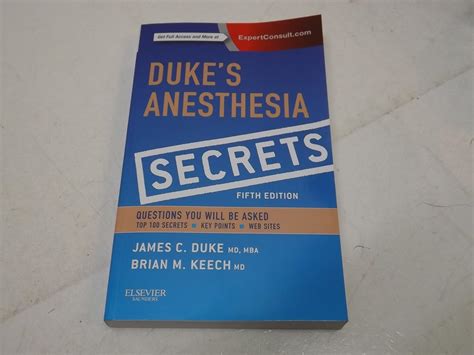 Get Full Access and More at
ExpertConsult.com
DUKE'S
ANESTHESIA
SECRETS
FIFTH EDITION
QUESTIONS YOU WILL BE ASKED
TOP 100 SECRETS ■ KEY POINTS ■ WEB SITES
JAMES C. DUKE MD, MBA
BRIAN M. KEECH MD
ELSEVIER
SAUNDERS